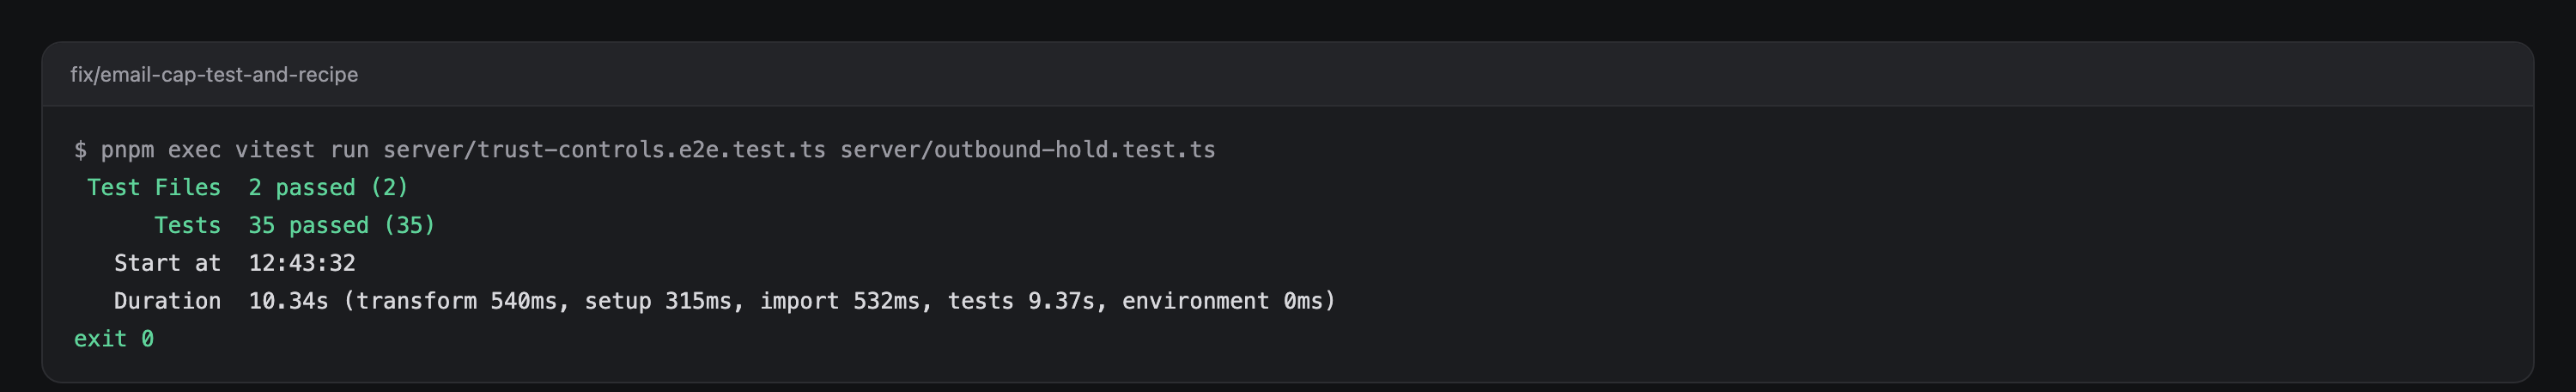 fix/email-cap-test-and-recipe
$ pnpm exec vitest run server/trust-controls.e2e.test.ts server/outbound-hold.test.ts
Test Files  2 passed (2)
Tests  35 passed (35)
Start at  12:43:32
Duration  10.34s (transform 540ms, setup 315ms, import 532ms, tests 9.37s, environment 0ms)
exit 0